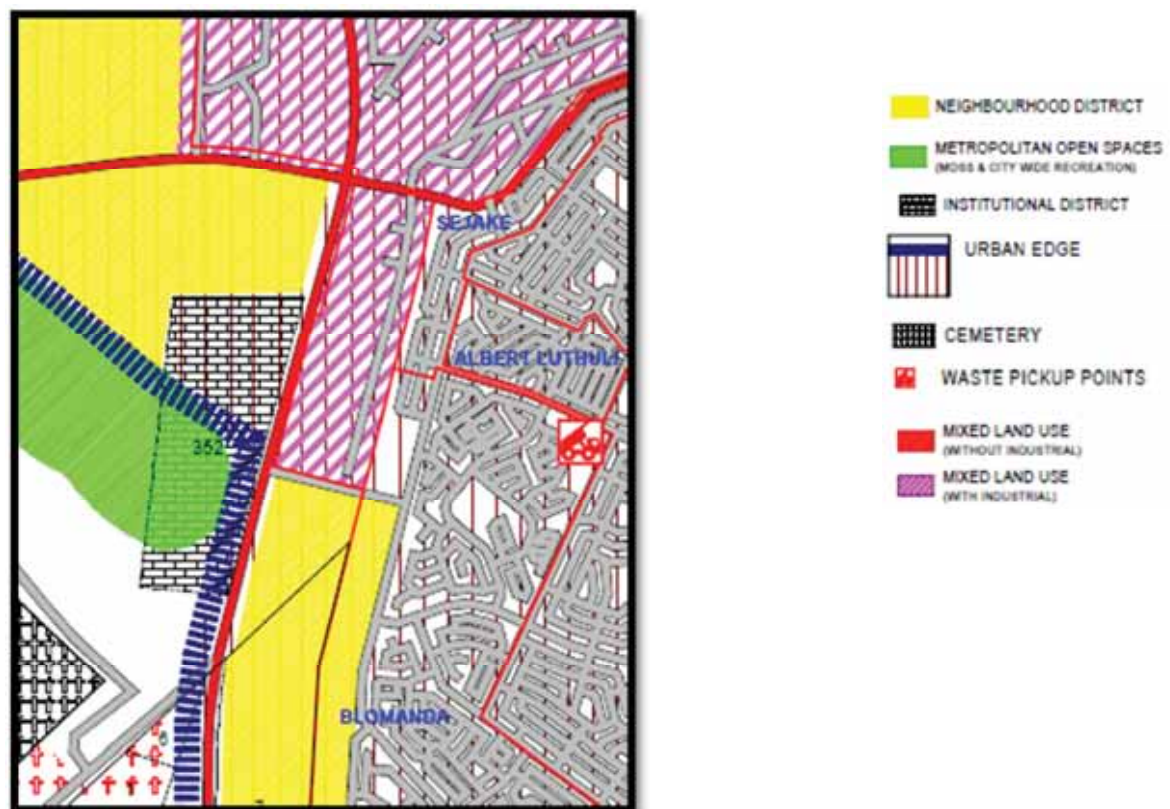 SEJAKE
ALBERT LUTHULI
352
BLOMANDA
6
NEIGHBOURHOOD DISTRICT
METROPOLITAN OPEN SPACES
(MOSS & CITY WIDE RECREATION)
INSTITUTIONAL DISTRICT
URBAN EDGE
CEMETERY
WASTE PICKUP POINTS
MIXED LAND USE
(WITHOUT INDUSTRIAL)
MIXED LAND USE
(WITH INDUSTRIAL)